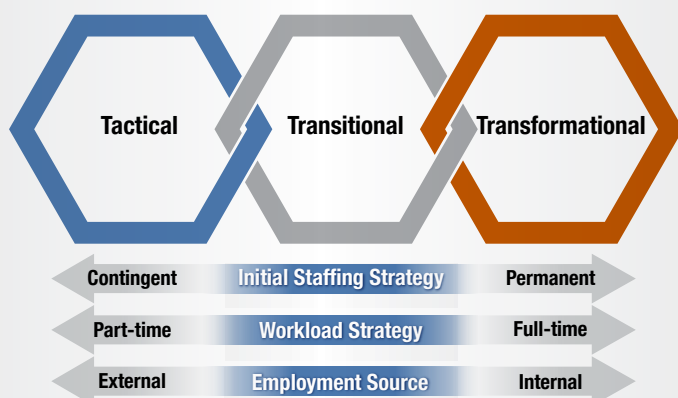 Tactical Transitional Transformational
Contingent Initial Staffing Strategy Permanent
Part-time Workload Strategy Full-time
External Employment Source Internal